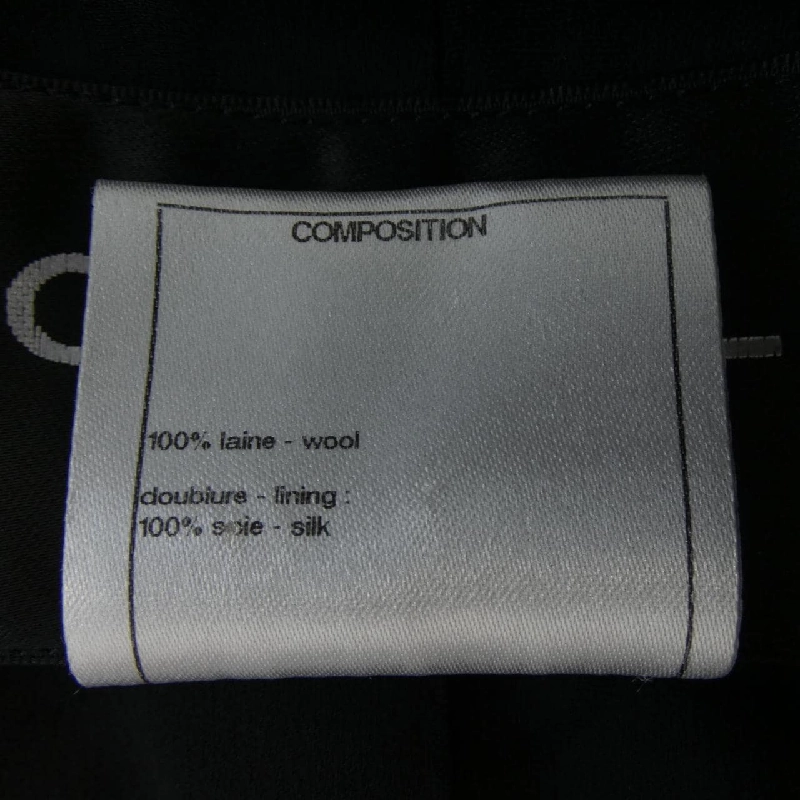 COMPOSITION
100% laine - wool
doublure - lining :
100% soie - silk